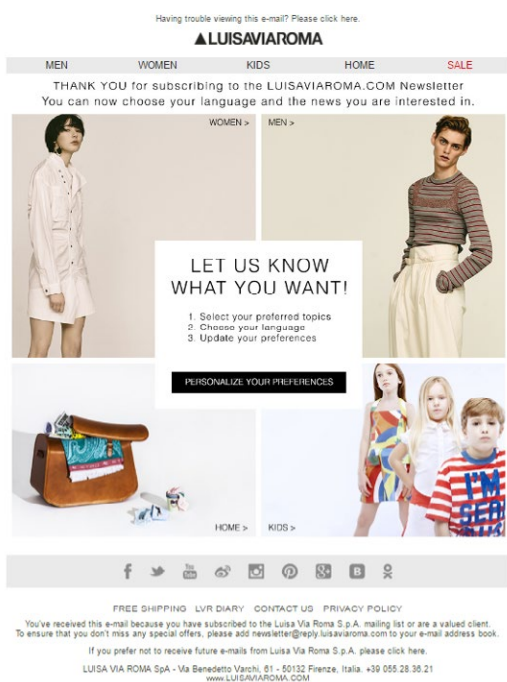 Having trouble viewing this e-mail? Please click here.
LUISAVIAROMA
MEN WOMEN KIDS HOME SALE
THANK YOU for subscribing to the LUISAVIAROMA.COM Newsletter
You can now choose your language and the news you are interested in.
WOMEN > MEN >
LET US KNOW
WHAT YOU WANT!
1. Select your preferred topics
2. Choose your language
3. Update your preferences
PERSONALIZE YOUR PREFERENCES
I'M
HOME > KIDS >
You Tube
FREE SHIPPING LVR DIARY CONTACT US PRIVACY POLICY
You've received this e-mail because you have subscribed to the Luisa Via Roma S.p.A. mailing list or are a valued client.
To ensure that you don't miss any special offers, please add newsletter@reply.luisaviaroma.com to your e-mail address book.
If you prefer not to receive future e-mails from Luisa Via Roma S.p.A. please click here.
LUISA VIA ROMA SpA - Via Benedetto Varchi, 61 - 50132 Firenze, Italia. +39 055.28.36.21
www.LUISAVIAROMA.COM